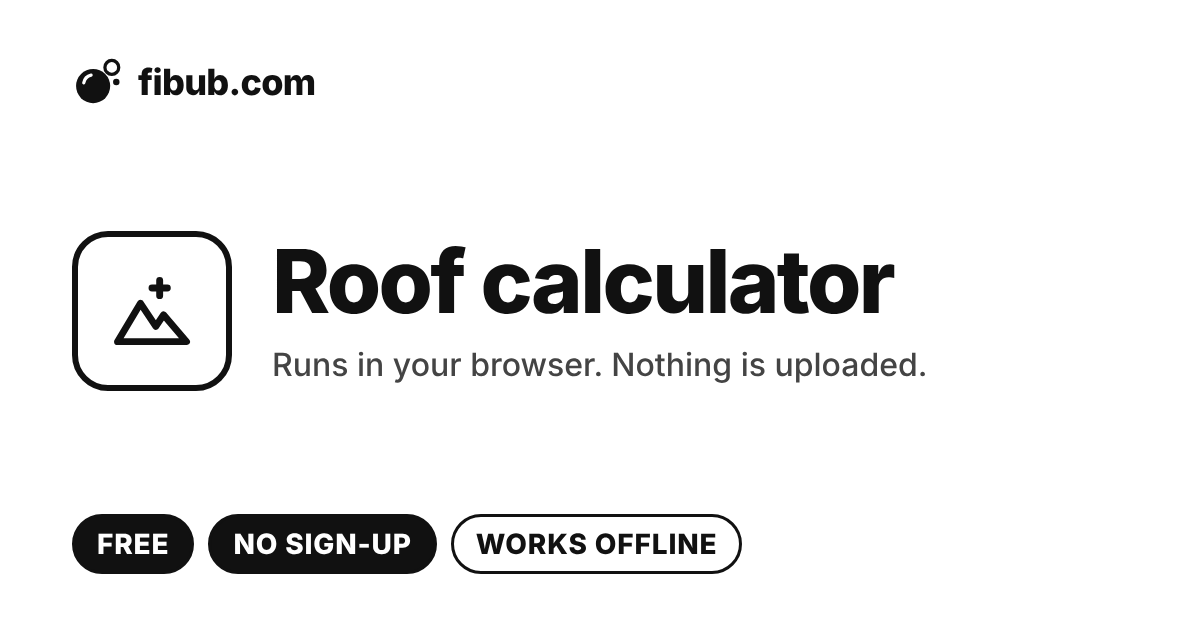 fibub.com
Roof calculator
Runs in your browser. Nothing is uploaded.
FREE
NO SIGN-UP
WORKS OFFLINE